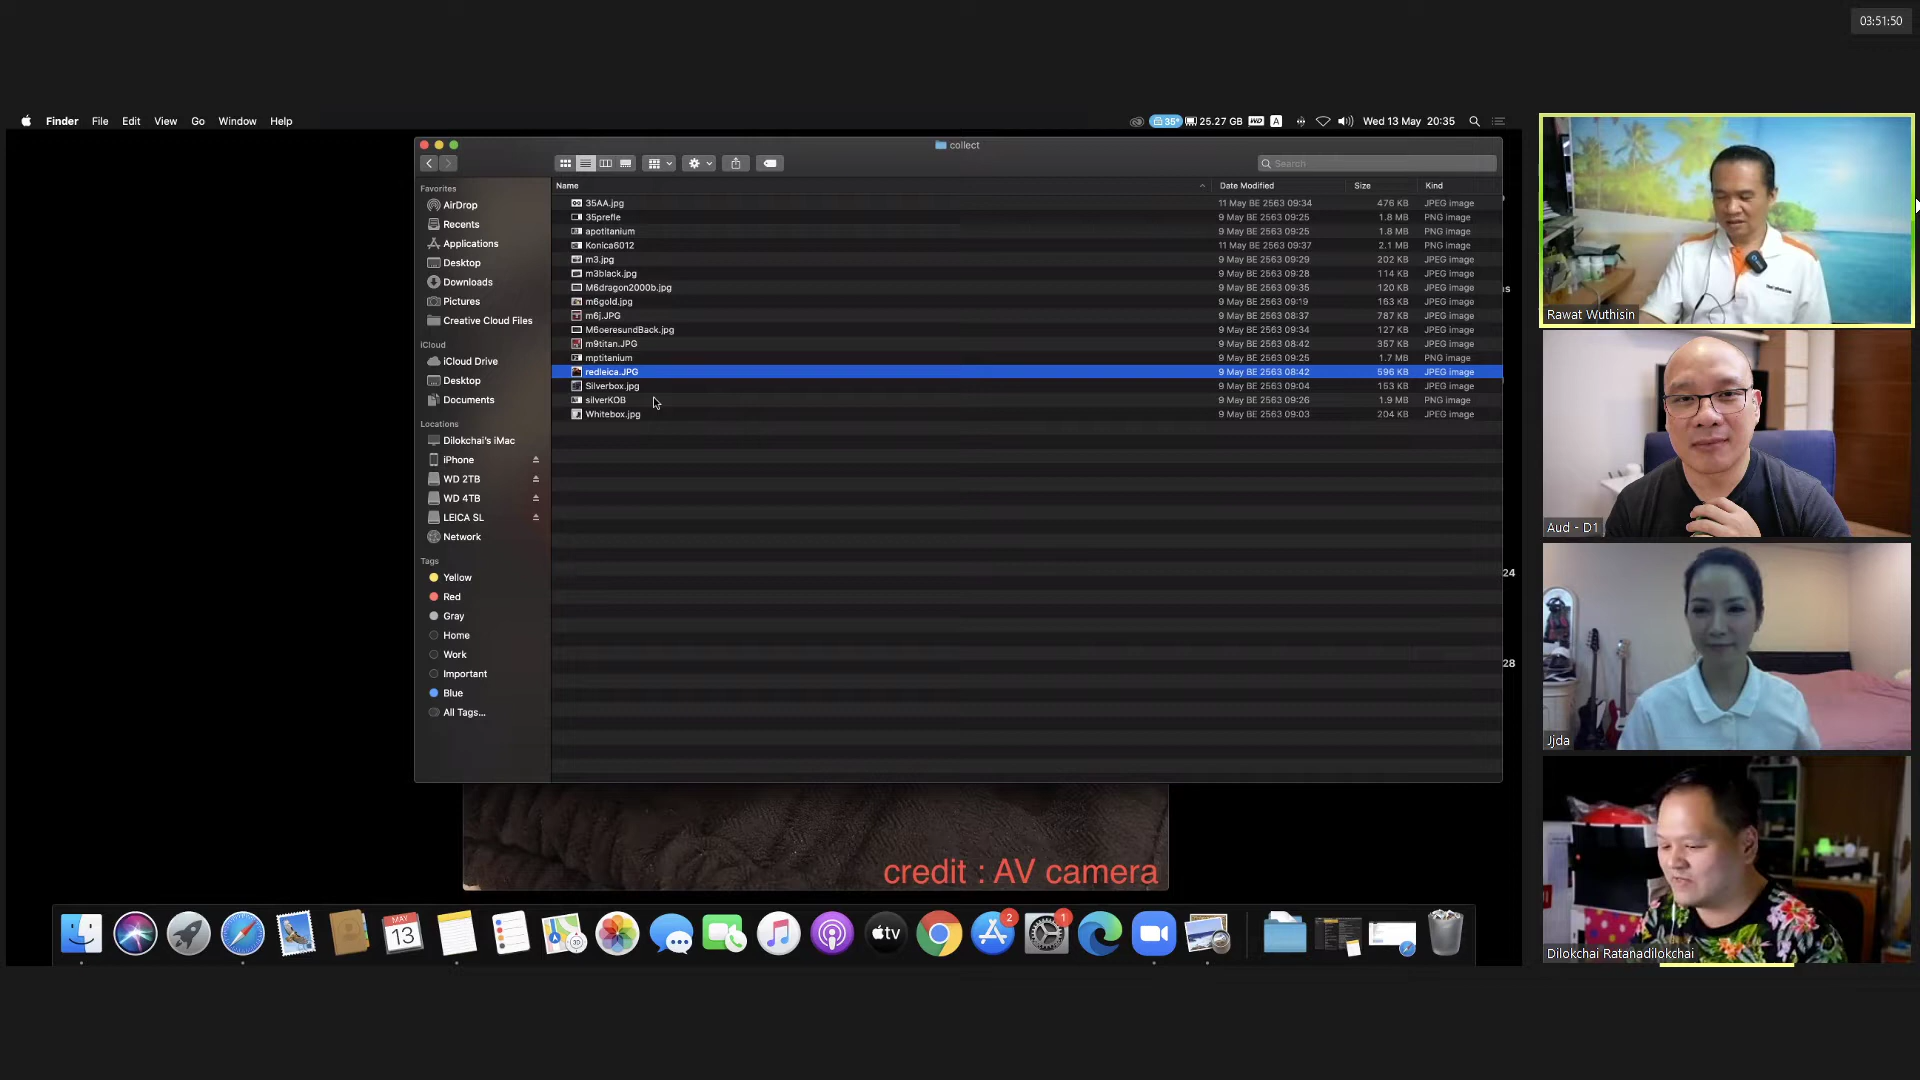 03:51:50
Finder File Edit View Go Window Help
35° 25.27 GB A Wed 13 May 20:35
collect
Search
Favorites
AirDrop
Recents
Applications
Desktop
Downloads
Pictures
Creative Cloud Files
iCloud
iCloud Drive
Desktop
Documents
Locations
Dilokchai's iMac
iPhone
WD 2TB
WD 4TB
LEICA SL
Network
Tags
Yellow
Red
Gray
Home
Work
Important
Blue
All Tags...
Name Date Modified Size Kind
35AA.jpg 11 May BE 2563 09:34 476 KB JPEG image
35prefle 9 May BE 2563 09:25 1.8 MB PNG image
apotitanium 9 May BE 2563 09:25 1.8 MB PNG image
Konica6012 11 May BE 2563 09:37 2.1 MB PNG image
m3.jpg 9 May BE 2563 09:29 202 KB JPEG image
m3black.jpg 9 May BE 2563 09:28 114 KB JPEG image
M6dragon2000b.jpg 9 May BE 2563 09:35 120 KB JPEG image
m6gold.jpg 9 May BE 2563 09:19 163 KB JPEG image
m6j.JPG 9 May BE 2563 08:37 787 KB JPEG image
M6oeresundBack.jpg 9 May BE 2563 09:34 127 KB JPEG image
m9titan.JPG 9 May BE 2563 08:42 357 KB JPEG image
mptitanium 9 May BE 2563 09:25 1.7 MB PNG image
redleica.JPG 9 May BE 2563 08:42 596 KB JPEG image
Silverbox.jpg 9 May BE 2563 09:04 153 KB JPEG image
silverKOB 9 May BE 2563 09:26 1.9 MB PNG image
Whitebox.jpg 9 May BE 2563 09:03 204 KB JPEG image
24
28
credit : AV camera
MAY
13
3D
tv
2
1
Rawat Wuthisin
Aud - D1
Jjda
Dilokchai Ratanadilokchai